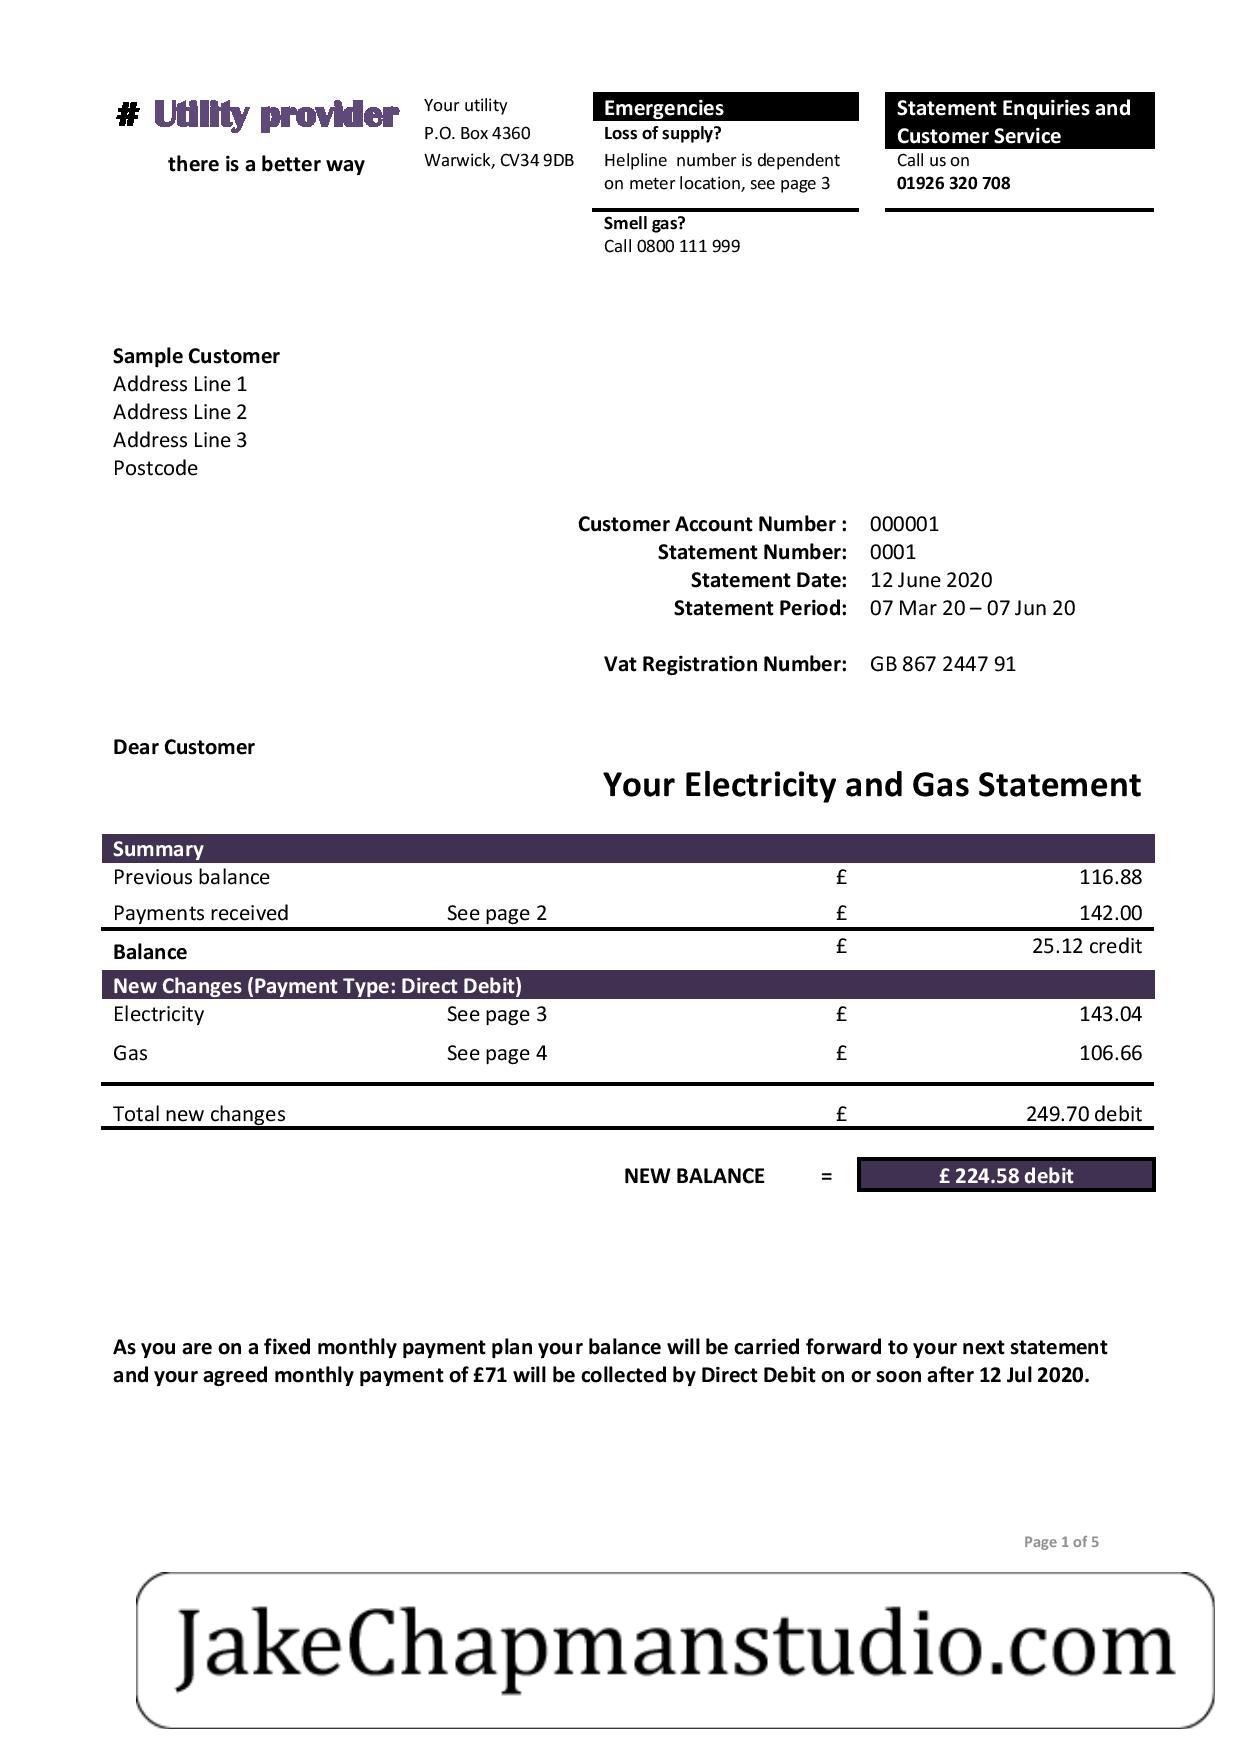 # Utility provider
there is a better way
Your utility
P.O. Box 4360
Warwick, CV34 9DB
Emergencies
Loss of supply?
Helpline number is dependent
on meter location, see page 3
Smell gas?
Call 0800 111 999
Statement Enquiries and
Customer Service
Call us on
01926 320 708
Sample Customer
Address Line 1
Address Line 2
Address Line 3
Postcode
Customer Account Number : 000001
Statement Number: 0001
Statement Date: 12 June 2020
Statement Period: 07 Mar 20 – 07 Jun 20
Vat Registration Number: GB 867 2447 91
Dear Customer
Your Electricity and Gas Statement
Summary
Previous balance £ 116.88
Payments received See page 2 £ 142.00
Balance £ 25.12 credit
New Changes (Payment Type: Direct Debit)
Electricity See page 3 £ 143.04
Gas See page 4 £ 106.66
Total new changes £ 249.70 debit
NEW BALANCE = £ 224.58 debit
As you are on a fixed monthly payment plan your balance will be carried forward to your next statement
and your agreed monthly payment of £71 will be collected by Direct Debit on or soon after 12 Jul 2020.
Page 1 of 5
JakeChapmanstudio.com